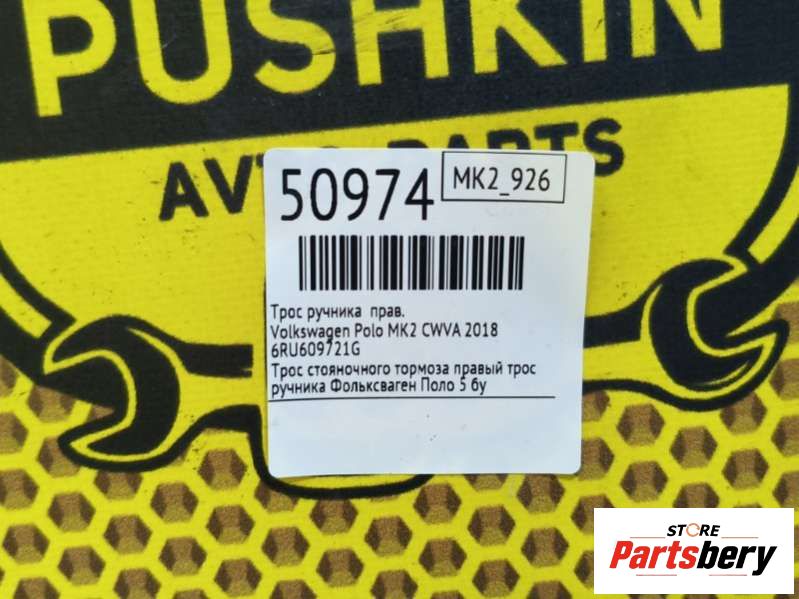 PUSHKIN
AVTO PARTS
50974
MK2_926
Трос ручника прав.
Volkswagen Polo MK2 CWVA 2018
6RU609721G
Трос стояночного тормоза правый трос
ручника Фольксваген Поло 5 бу
STORE
Partsbery